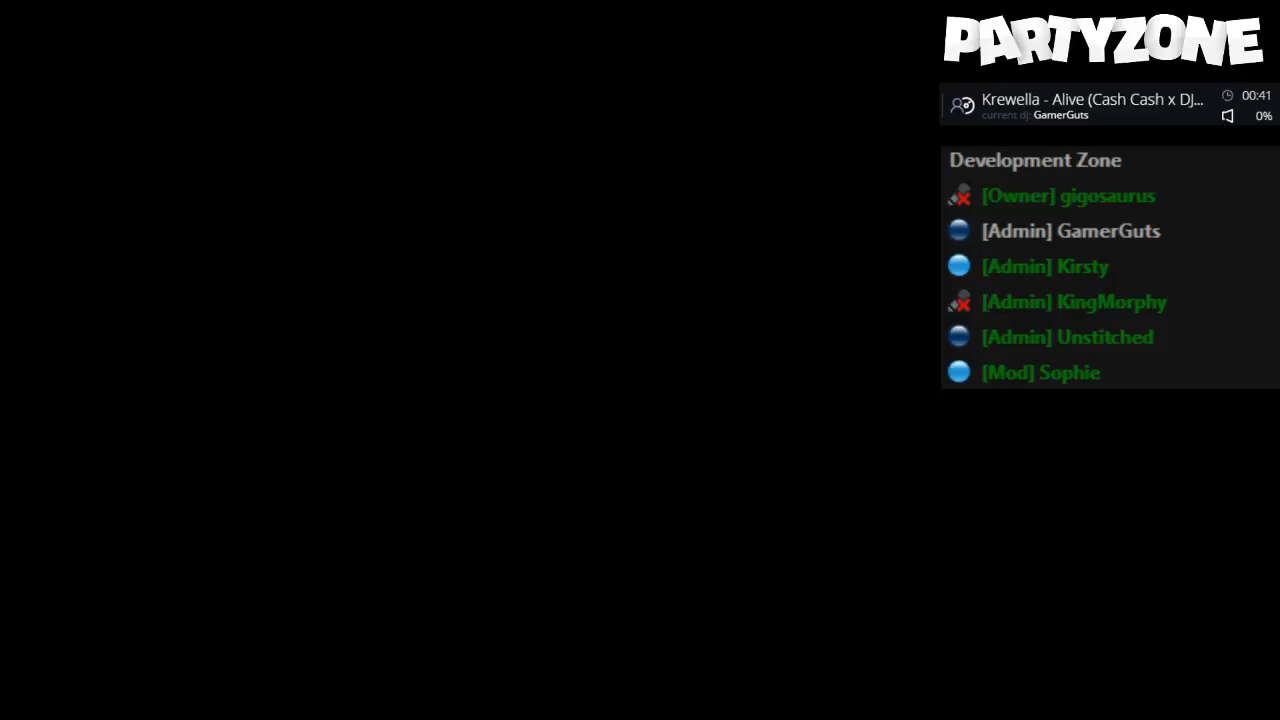 PARTYZONE
Krewella - Alive (Cash Cash x DJ...
00:41
current dj: GamerGuts
0%
Development Zone
[Owner] gigosaurus
[Admin] GamerGuts
[Admin] Kirsty
[Admin] KingMorphy
[Admin] Unstitched
[Mod] Sophie